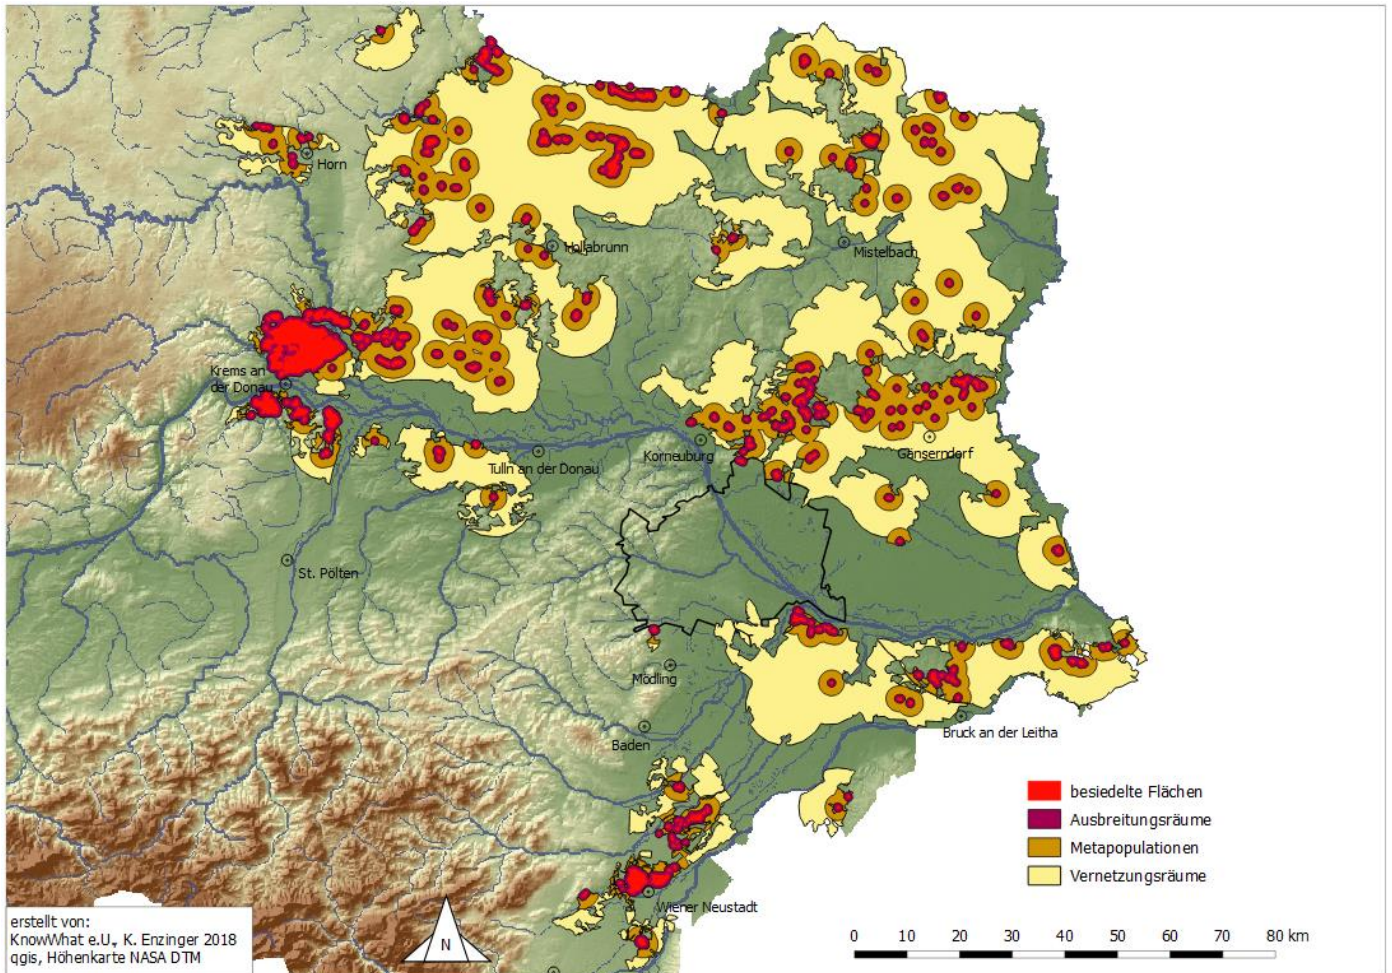 Horn
Hollabrunn
Mistelbach
Krems an
der Donau
Korneuburg
Gänserndorf
Tulln an der Donau
St. Pölten
Mödling
Baden
Bruck an der Leitha
Wiener Neustadt
besiedelte Flächen
Ausbreitungsräume
Metapopulationen
Vernetzungsräume
erstellt von:
KnowWhat e.U., K. Enzinger 2018
qgis, Höhenkarte NASA DTM
N
0 10 20 30 40 50 60 70 80 km